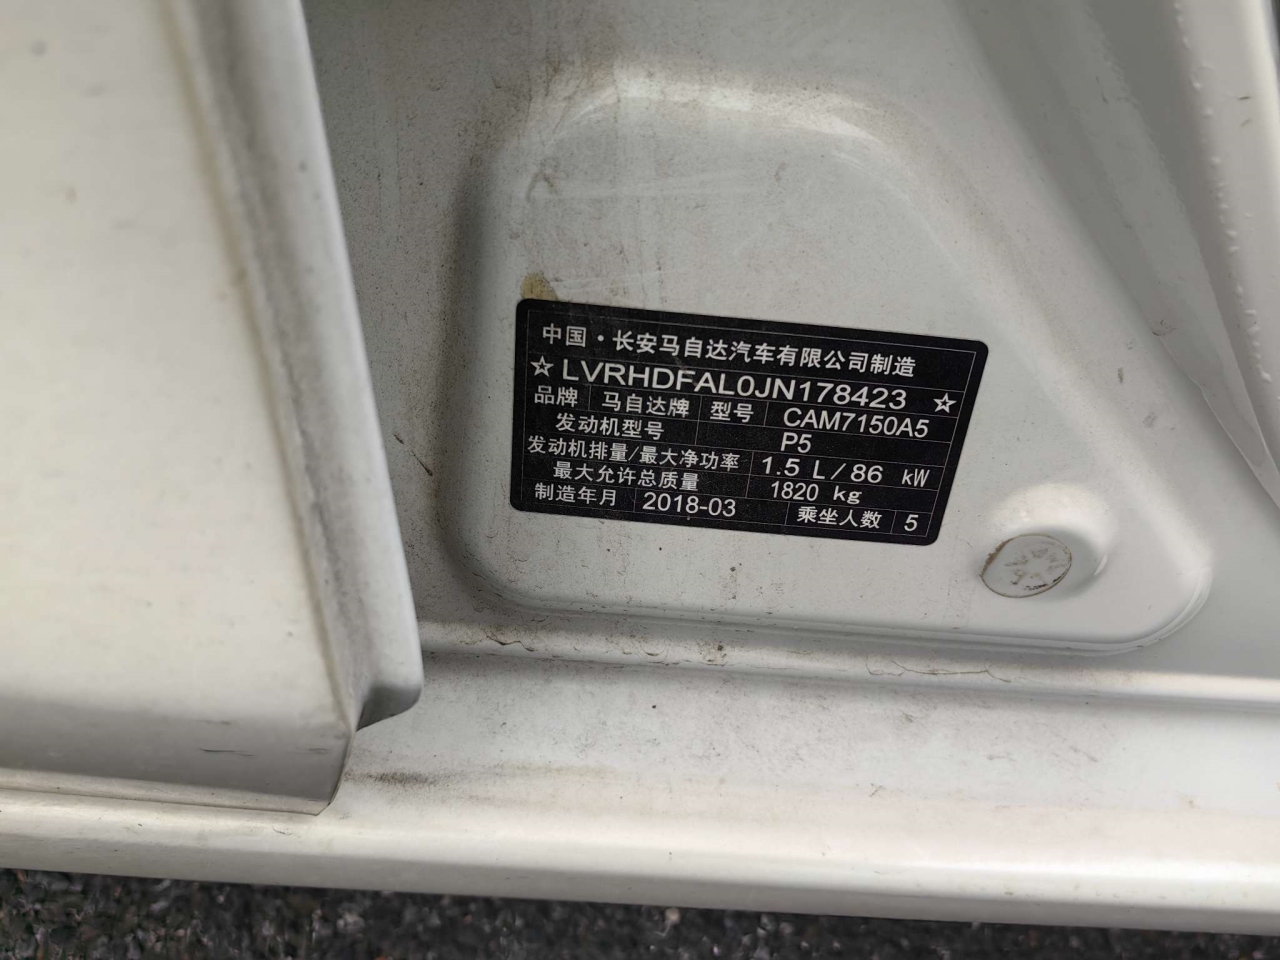 中国·长安马自达汽车有限公司制造
☆LVRHDFAL0JN178423☆
品牌 马自达牌 型号 CAM7150A5
发动机型号 P5
发动机排量/最大净功率 1.5 L/86 kW
最大允许总质量 1820 kg
制造年月 2018-03 乘坐人数 5